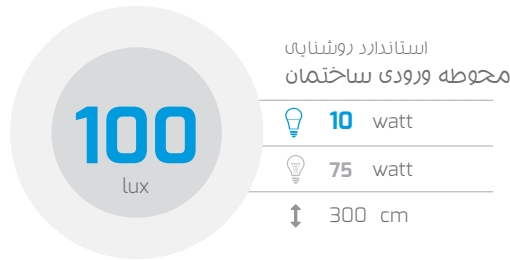 استاندارد روشنایی
محوطه ورودی ساختمان
100
lux
10 watt
75 watt
300 cm